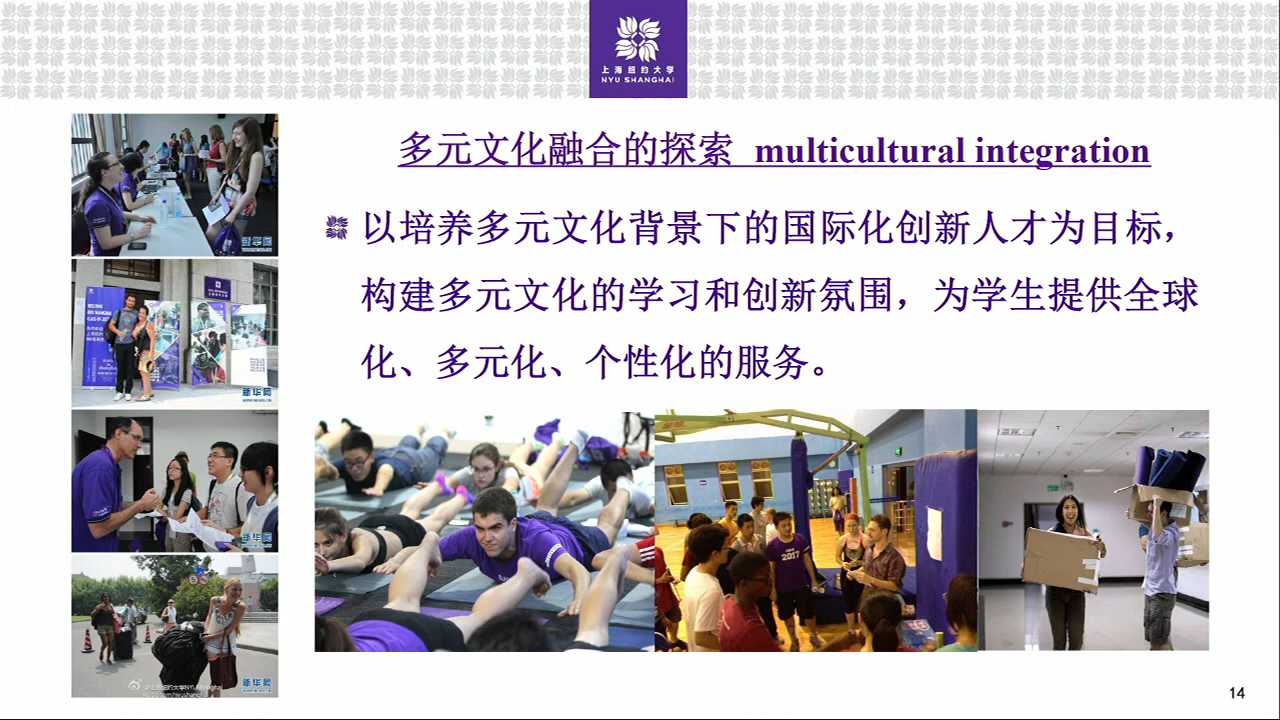 上海纽约大学
NYU SHANGHAI
多元文化融合的探索 multicultural integration
以培养多元文化背景下的国际化创新人才为目标，
构建多元文化的学习和创新氛围，为学生提供全球
化、多元化、个性化的服务。
新华网
新华网
新华网
新华网
2017
14